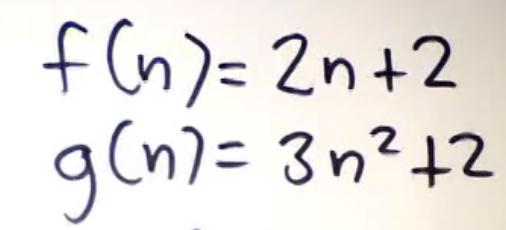 f(n)= 2n+2
g(n)= 3n²+2